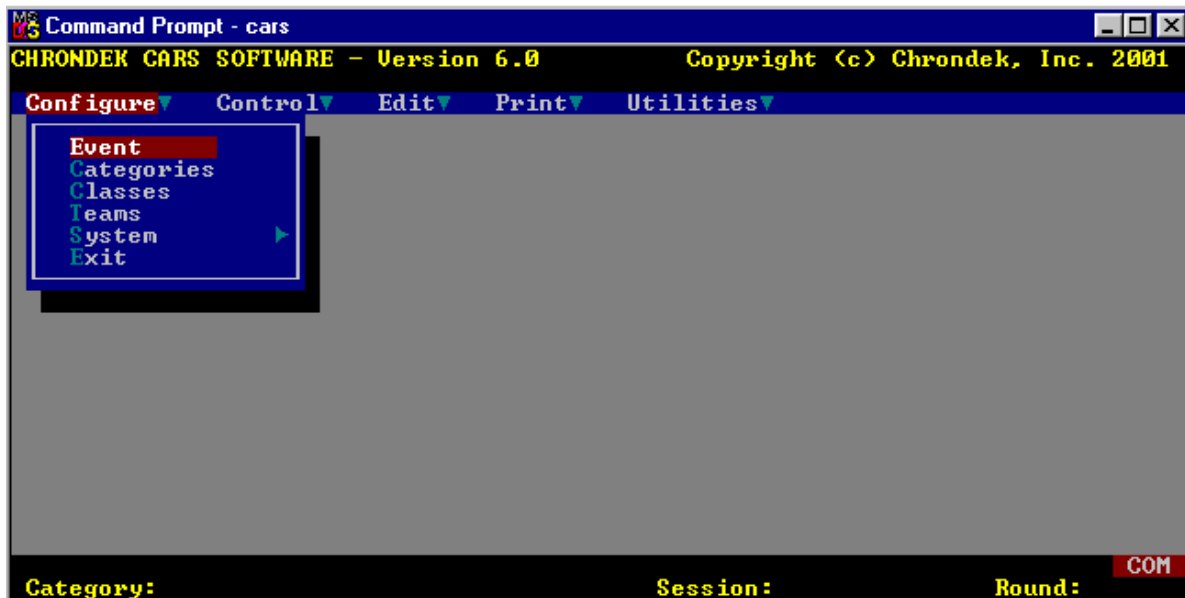 Command Prompt - cars
CHRONDEK CARS SOFTWARE - Version 6.0 Copyright (c) Chrondek, Inc. 2001
Configure Control Edit Print Utilities
Event
Categories
Classes
Teams
System
Exit
COM
Category: Session: Round: